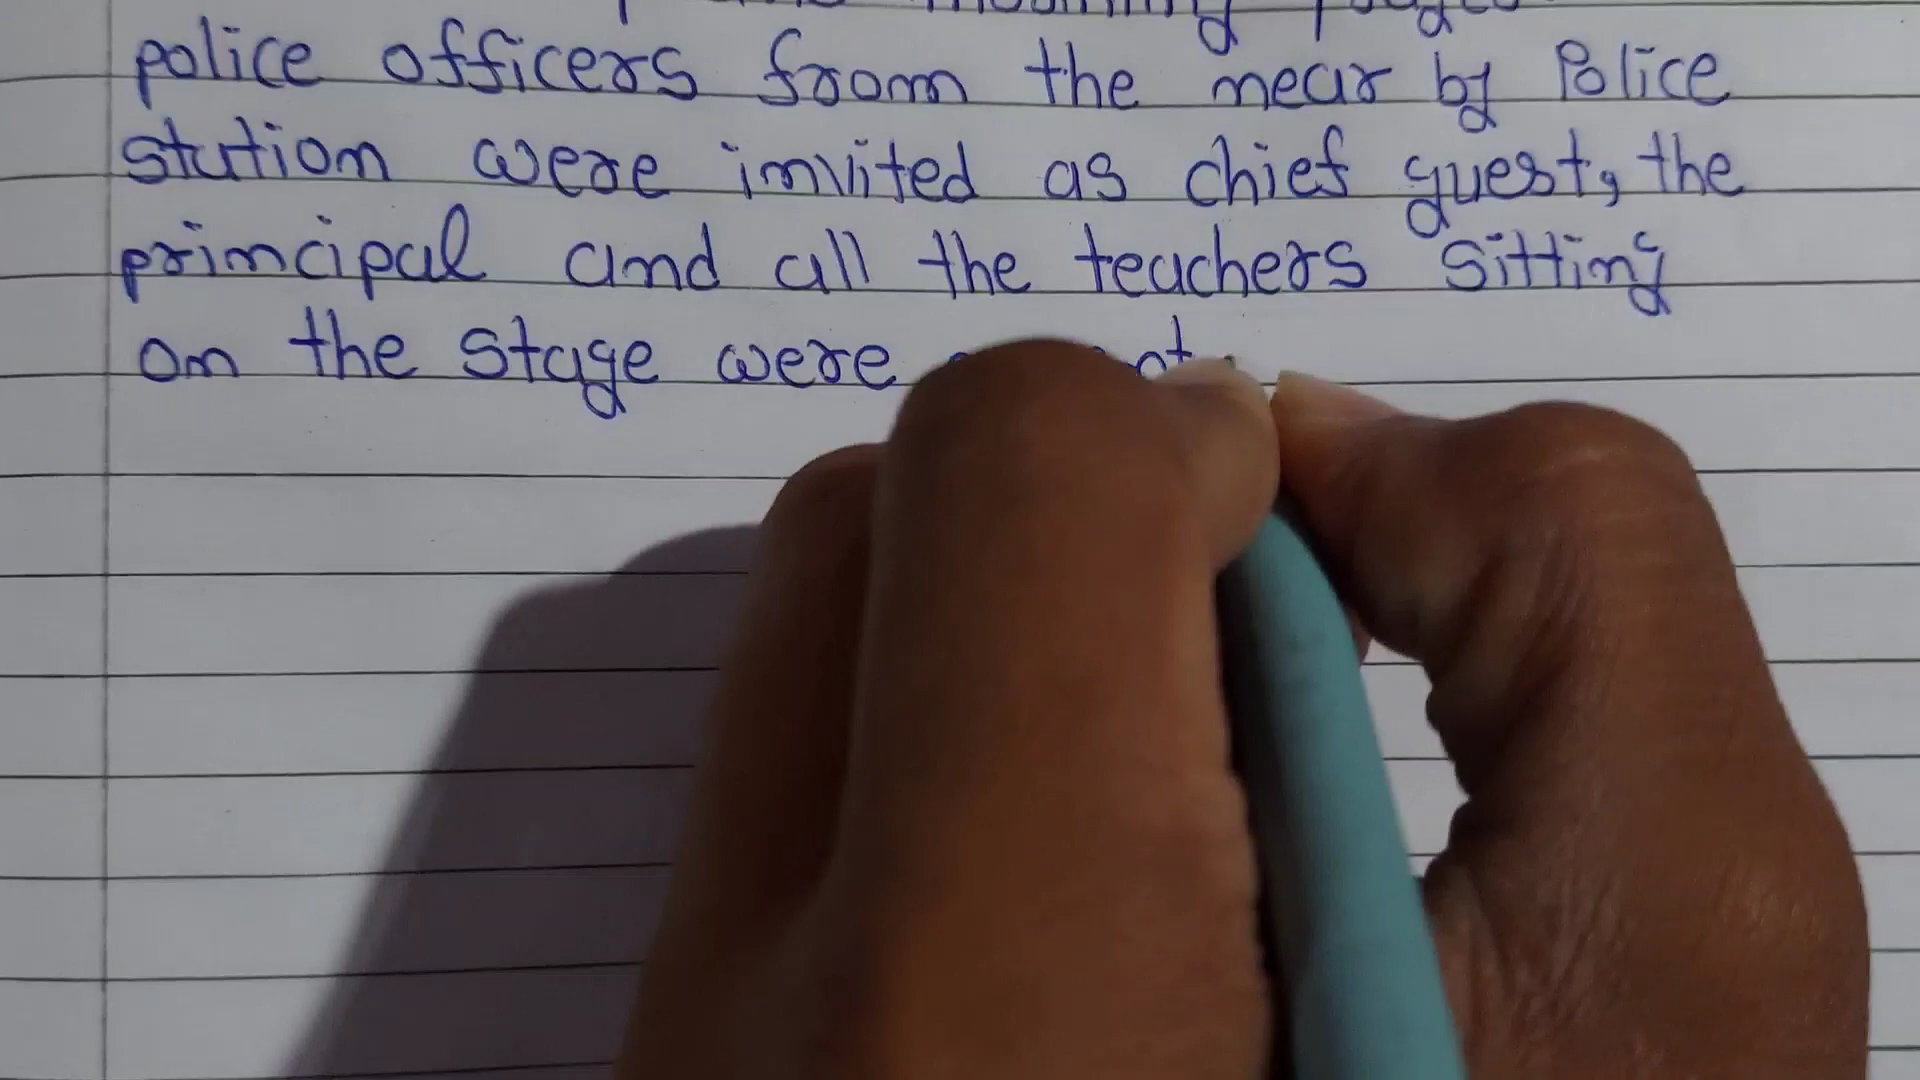 police officers from the near by Police
station were invited as chief guest, the
principal and all the teachers sitting
on the stage were